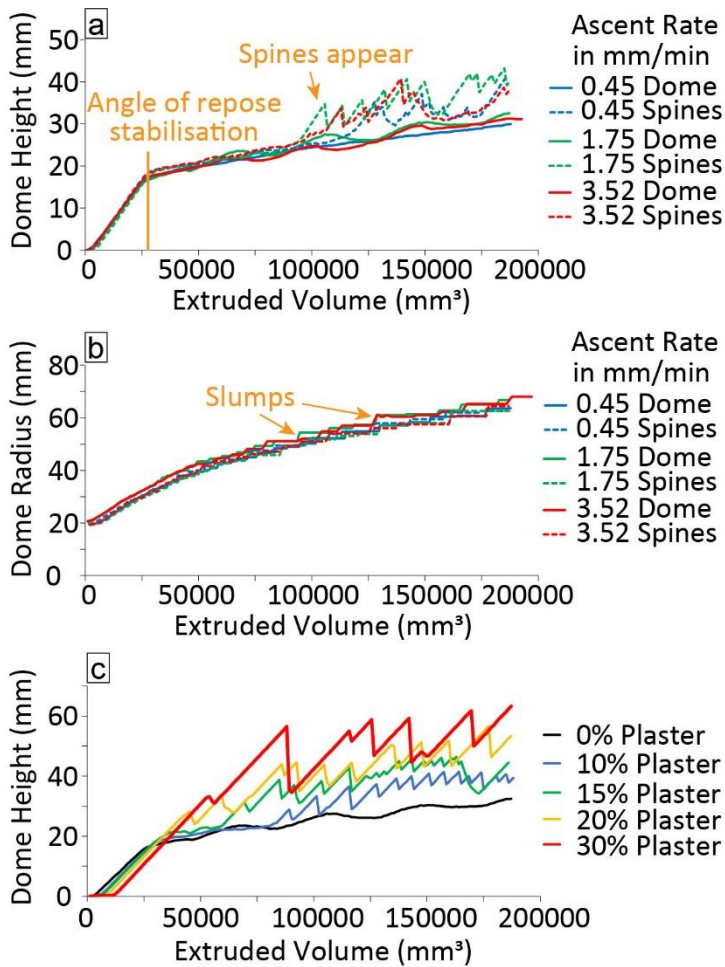 a
Dome Height (mm)
50
40
30
20
10
0
Spines appear
Angle of repose
stabilisation
0
50000
100000
150000
200000
Extruded Volume (mm³)
Ascent Rate
in mm/min
0.45 Dome
0.45 Spines
1.75 Dome
1.75 Spines
3.52 Dome
3.52 Spines
b
Dome Radius (mm)
80
60
40
20
0
Slumps
0
50000
100000
150000
200000
Extruded Volume (mm³)
Ascent Rate
in mm/min
0.45 Dome
0.45 Spines
1.75 Dome
1.75 Spines
3.52 Dome
3.52 Spines
c
Dome Height (mm)
60
40
20
0
0
50000
100000
150000
200000
Extruded Volume (mm³)
0% Plaster
10% Plaster
15% Plaster
20% Plaster
30% Plaster